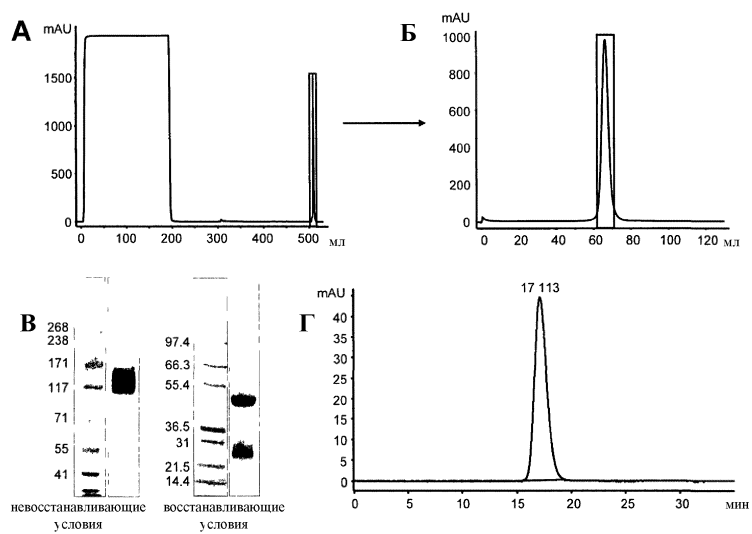 А
mAU
1500
1000
500
0
0 100 200 300 400 500 мл
Б
mAU
1000
800
600
400
200
0
0 20 40 60 80 100 120 мл
В
268
238
171
117
71
55
41
невосстанавливающие
условия
97.4
66.3
55.4
36.5
31
21.5
14.4
восстанавливающие
условия
Г
mAU
17 113
40
35
30
25
20
15
10
5
0
0 5 10 15 20 25 30 мин